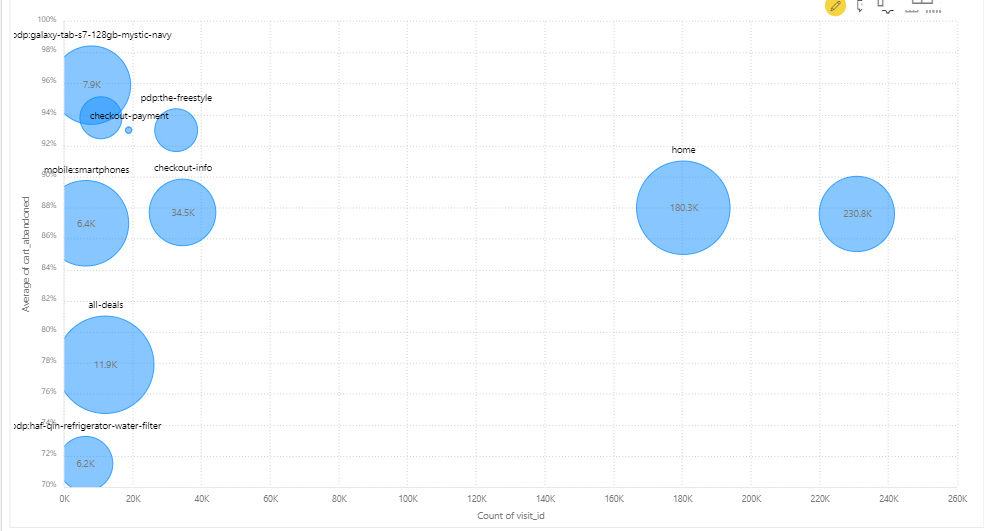 100%
pdp:galaxy-tab-s7-128gb-mystic-navy
98%
96%
7.9K
pdp:the-freestyle
94%
checkout-payment
92%
home
90%
mobile:smartphones
checkout-info
88%
34.5K
180.3K
230.8K
6.4K
86%
84%
82%
all-deals
80%
78%
11.9K
76%
74%
pdp:haf-qin-refrigerator-water-filter
72%
6.2K
70%
Average of cart_abandoned
0K 20K 40K 60K 80K 100K 120K 140K 160K 180K 200K 220K 240K 260K
Count of visit_id